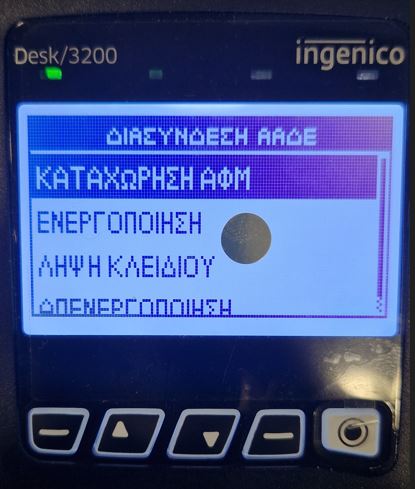 Desk/3200
ingenico
ΔΙΑΣΥΝΔΕΣΗ ΑΑΔΕ
ΚΑΤΑΧΩΡΗΣΗ ΑΦΜ
ΕΝΕΡΓΟΠΟΙΗΣΗ
ΛΗΨΗ ΚΛΕΙΔΙΟΥ
ΑΠΕΝΕΡΓΟΠΟΙΗΣΗ